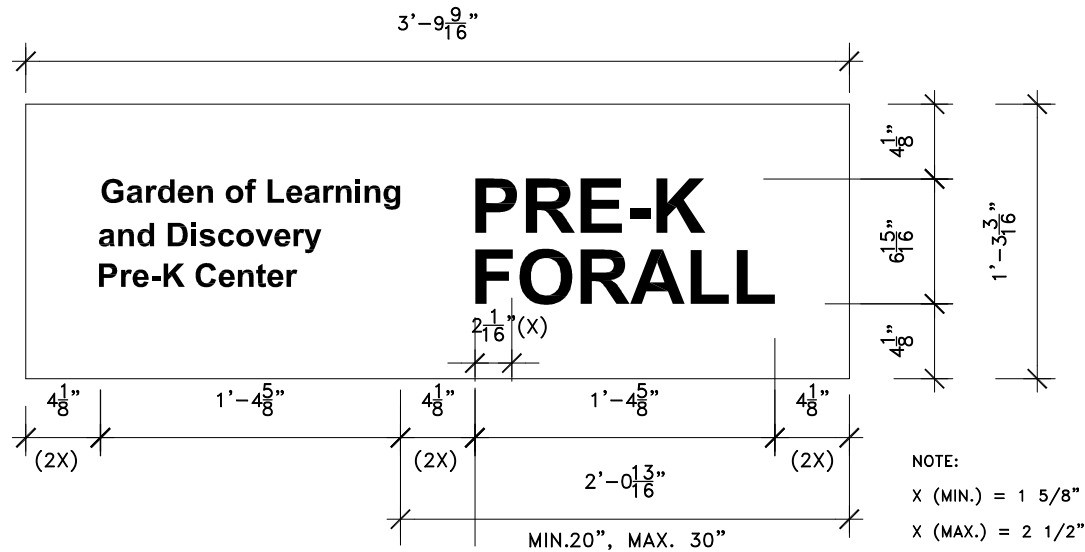 3'-9 9/16"
Garden of Learning
and Discovery
Pre-K Center
PRE-K
FORALL
2 1/16" (X)
4 1/8"
6 15/16"
4 1/8"
1'-3 3/16"
4 1/8" 1'-4 5/8" 4 1/8" 1'-4 5/8" 4 1/8"
(2X) (2X) (2X)
2'-0 13/16"
MIN.20", MAX. 30"
NOTE:
X (MIN.) = 1 5/8"
X (MAX.) = 2 1/2"